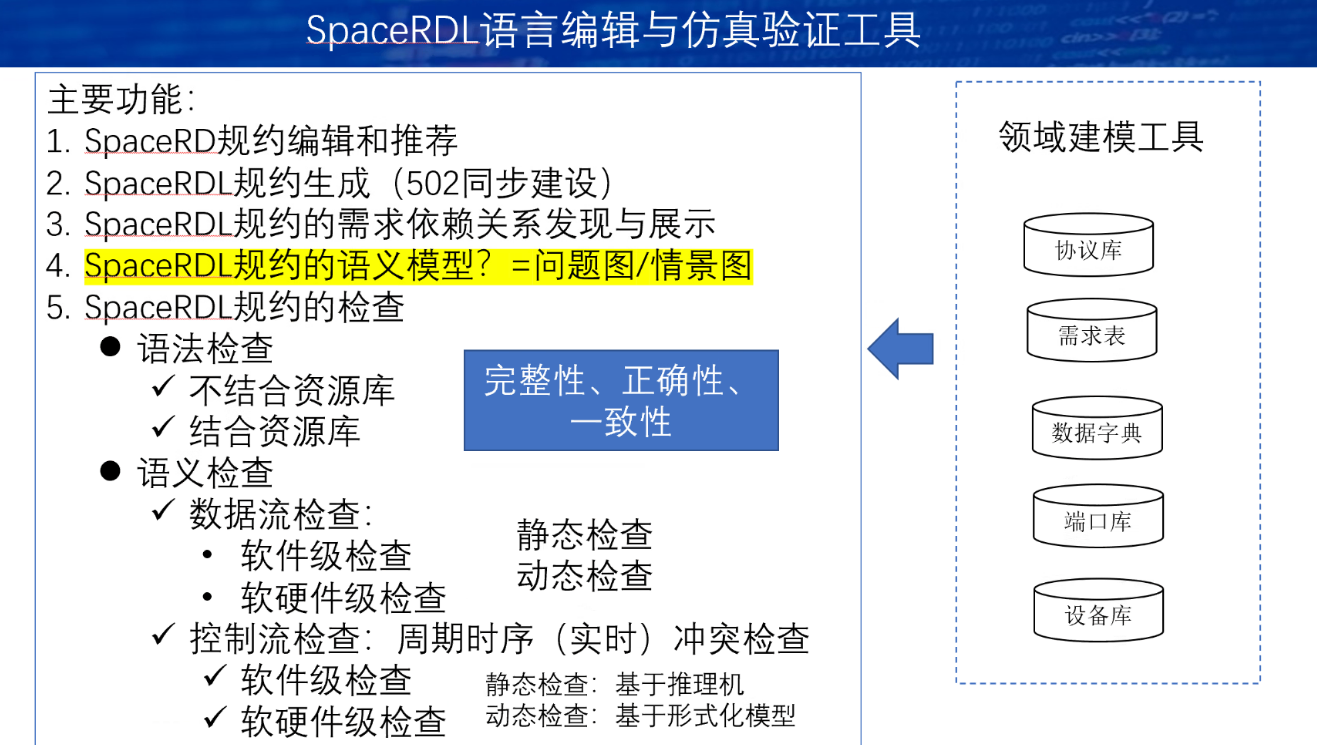 SpaceRDL语言编辑与仿真验证工具
主要功能：
1. SpaceRD规约编辑和推荐
2. SpaceRDL规约生成（502同步建设）
3. SpaceRDL规约的需求依赖关系发现与展示
4. SpaceRDL规约的语义模型？=问题图/情景图
5. SpaceRDL规约的检查
● 语法检查
✓ 不结合资源库
✓ 结合资源库
完整性、正确性、
一致性
● 语义检查
✓ 数据流检查：
• 软件级检查
• 软硬件级检查
静态检查
动态检查
✓ 控制流检查：周期时序（实时）冲突检查
✓ 软件级检查
✓ 软硬件级检查
静态检查：基于推理机
动态检查：基于形式化模型
领域建模工具
协议库
需求表
数据字典
端口库
设备库